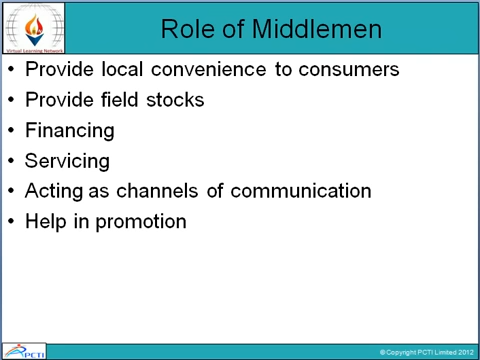 Virtual Learning Network
Role of Middlemen
• Provide local convenience to consumers
• Provide field stocks
• Financing
• Servicing
• Acting as channels of communication
• Help in promotion
PCTI
©Copyright PCTI Limited 2012